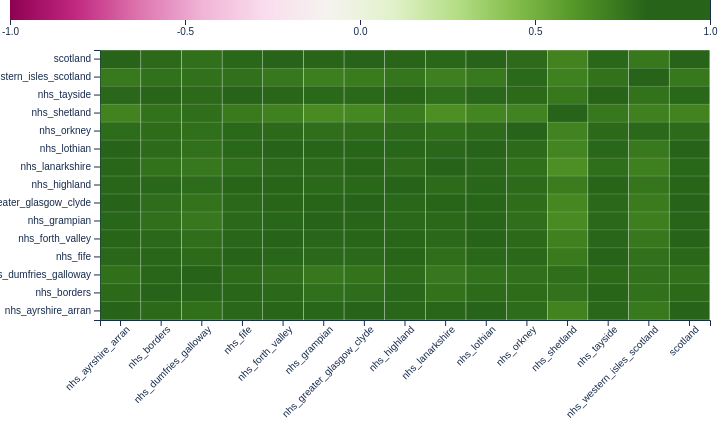 -1.0 -0.5 0.0 0.5 1.0
scotland
stern_isles_scotland
nhs_tayside
nhs_shetland
nhs_orkney
nhs_lothian
nhs_lanarkshire
nhs_highland
eater_glasgow_clyde
nhs_grampian
nhs_forth_valley
nhs_fife
s_dumfries_galloway
nhs_borders
nhs_ayrshire_arran
nhs_ayrshire_arran
nhs_borders
nhs_dumfries_galloway
nhs_fife
nhs_forth_valley
nhs_grampian
nhs_greater_glasgow_clyde
nhs_highland
nhs_lanarkshire
nhs_lothian
nhs_orkney
nhs_shetland
nhs_tayside
nhs_western_isles_scotland
scotland